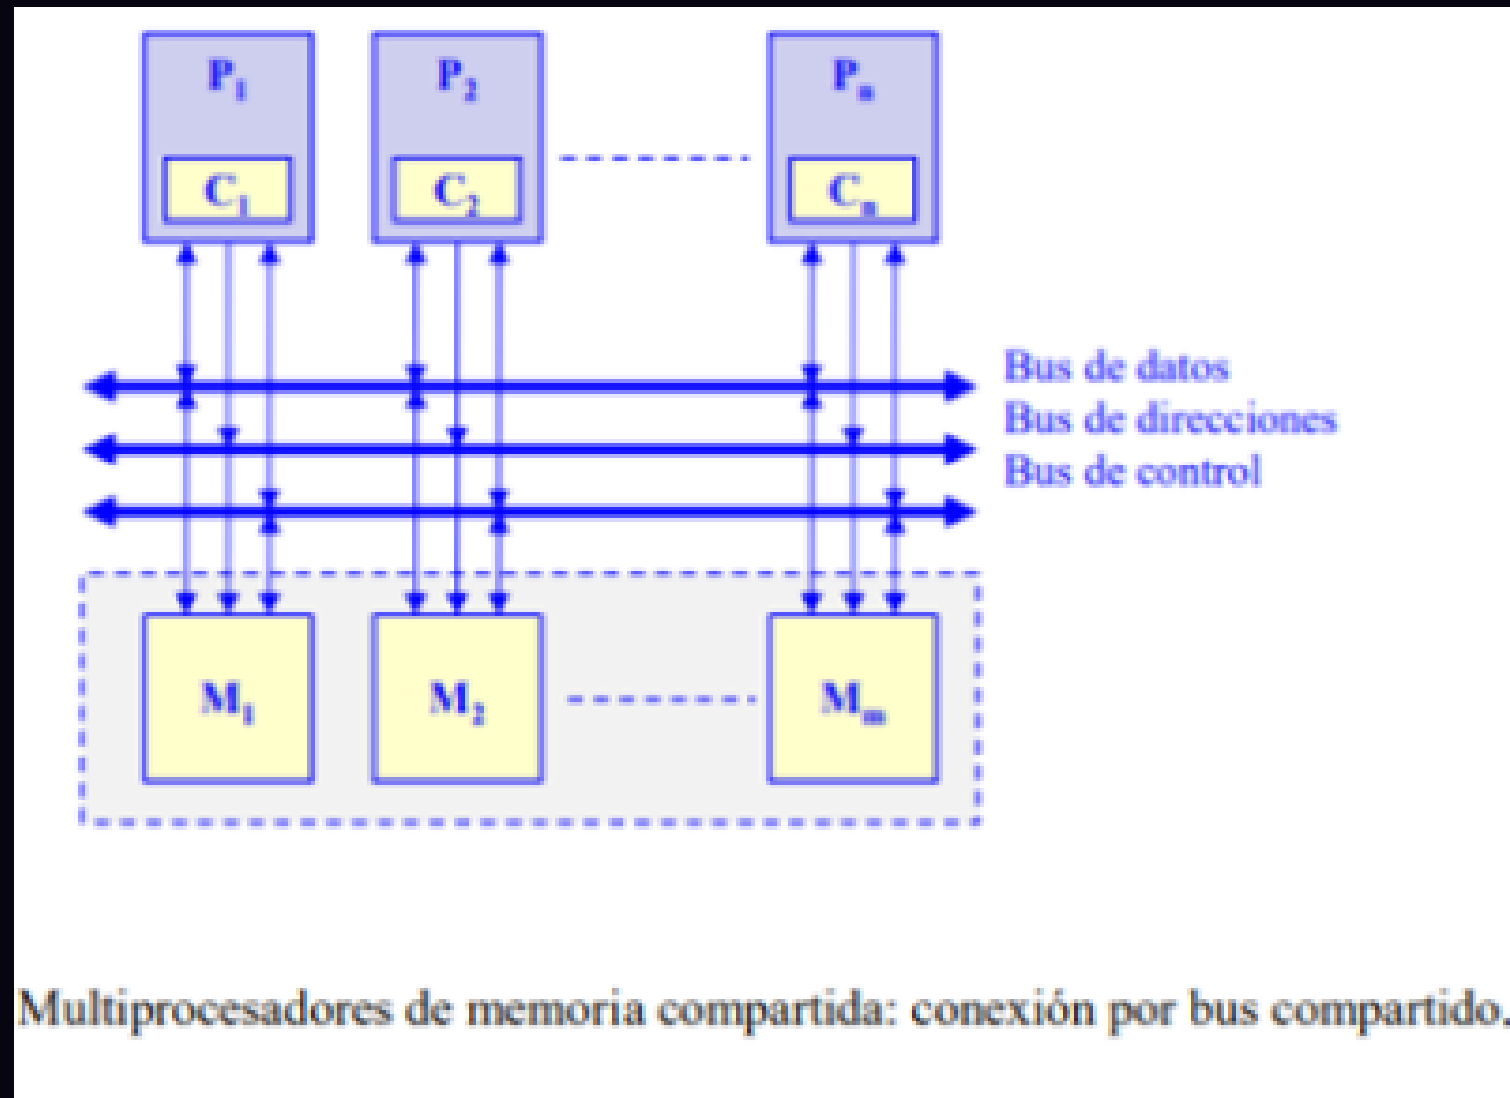 P₁ P₂ Pₙ
C₁ C₂ Cₙ
Bus de datos
Bus de direcciones
Bus de control
M₁ M₂ Mₘ
Multiprocesadores de memoria compartida: conexión por bus compartido.